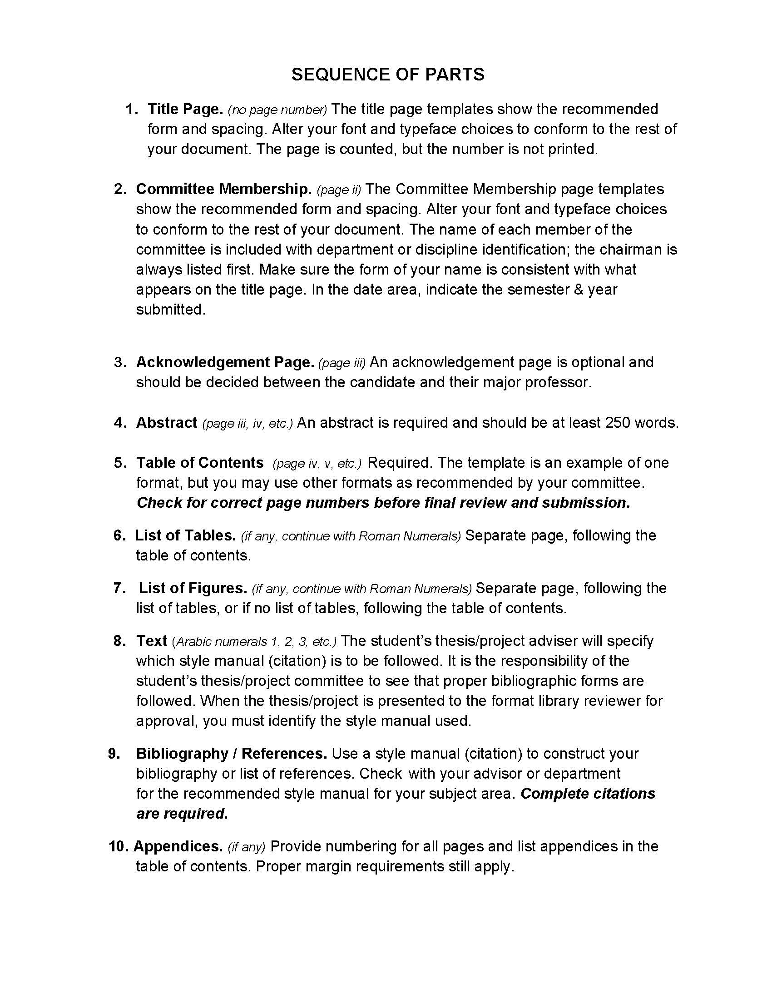 SEQUENCE OF PARTS
1. Title Page. (no page number) The title page templates show the recommended
form and spacing. Alter your font and typeface choices to conform to the rest of
your document. The page is counted, but the number is not printed.
2. Committee Membership. (page ii) The Committee Membership page templates
show the recommended form and spacing. Alter your font and typeface choices
to conform to the rest of your document. The name of each member of the
committee is included with department or discipline identification; the chairman is
always listed first. Make sure the form of your name is consistent with what
appears on the title page. In the date area, indicate the semester & year
submitted.
3. Acknowledgement Page. (page iii) An acknowledgement page is optional and
should be decided between the candidate and their major professor.
4. Abstract (page iii, iv, etc.) An abstract is required and should be at least 250 words.
5. Table of Contents (page iv, v, etc.) Required. The template is an example of one
format, but you may use other formats as recommended by your committee.
Check for correct page numbers before final review and submission.
6. List of Tables. (if any, continue with Roman Numerals) Separate page, following the
table of contents.
7. List of Figures. (if any, continue with Roman Numerals) Separate page, following the
list of tables, or if no list of tables, following the table of contents.
8. Text (Arabic numerals 1, 2, 3, etc.) The student’s thesis/project adviser will specify
which style manual (citation) is to be followed. It is the responsibility of the
student’s thesis/project committee to see that proper bibliographic forms are
followed. When the thesis/project is presented to the format library reviewer for
approval, you must identify the style manual used.
9. Bibliography / References. Use a style manual (citation) to construct your
bibliography or list of references. Check with your advisor or department
for the recommended style manual for your subject area. Complete citations
are required.
10. Appendices. (if any) Provide numbering for all pages and list appendices in the
table of contents. Proper margin requirements still apply.